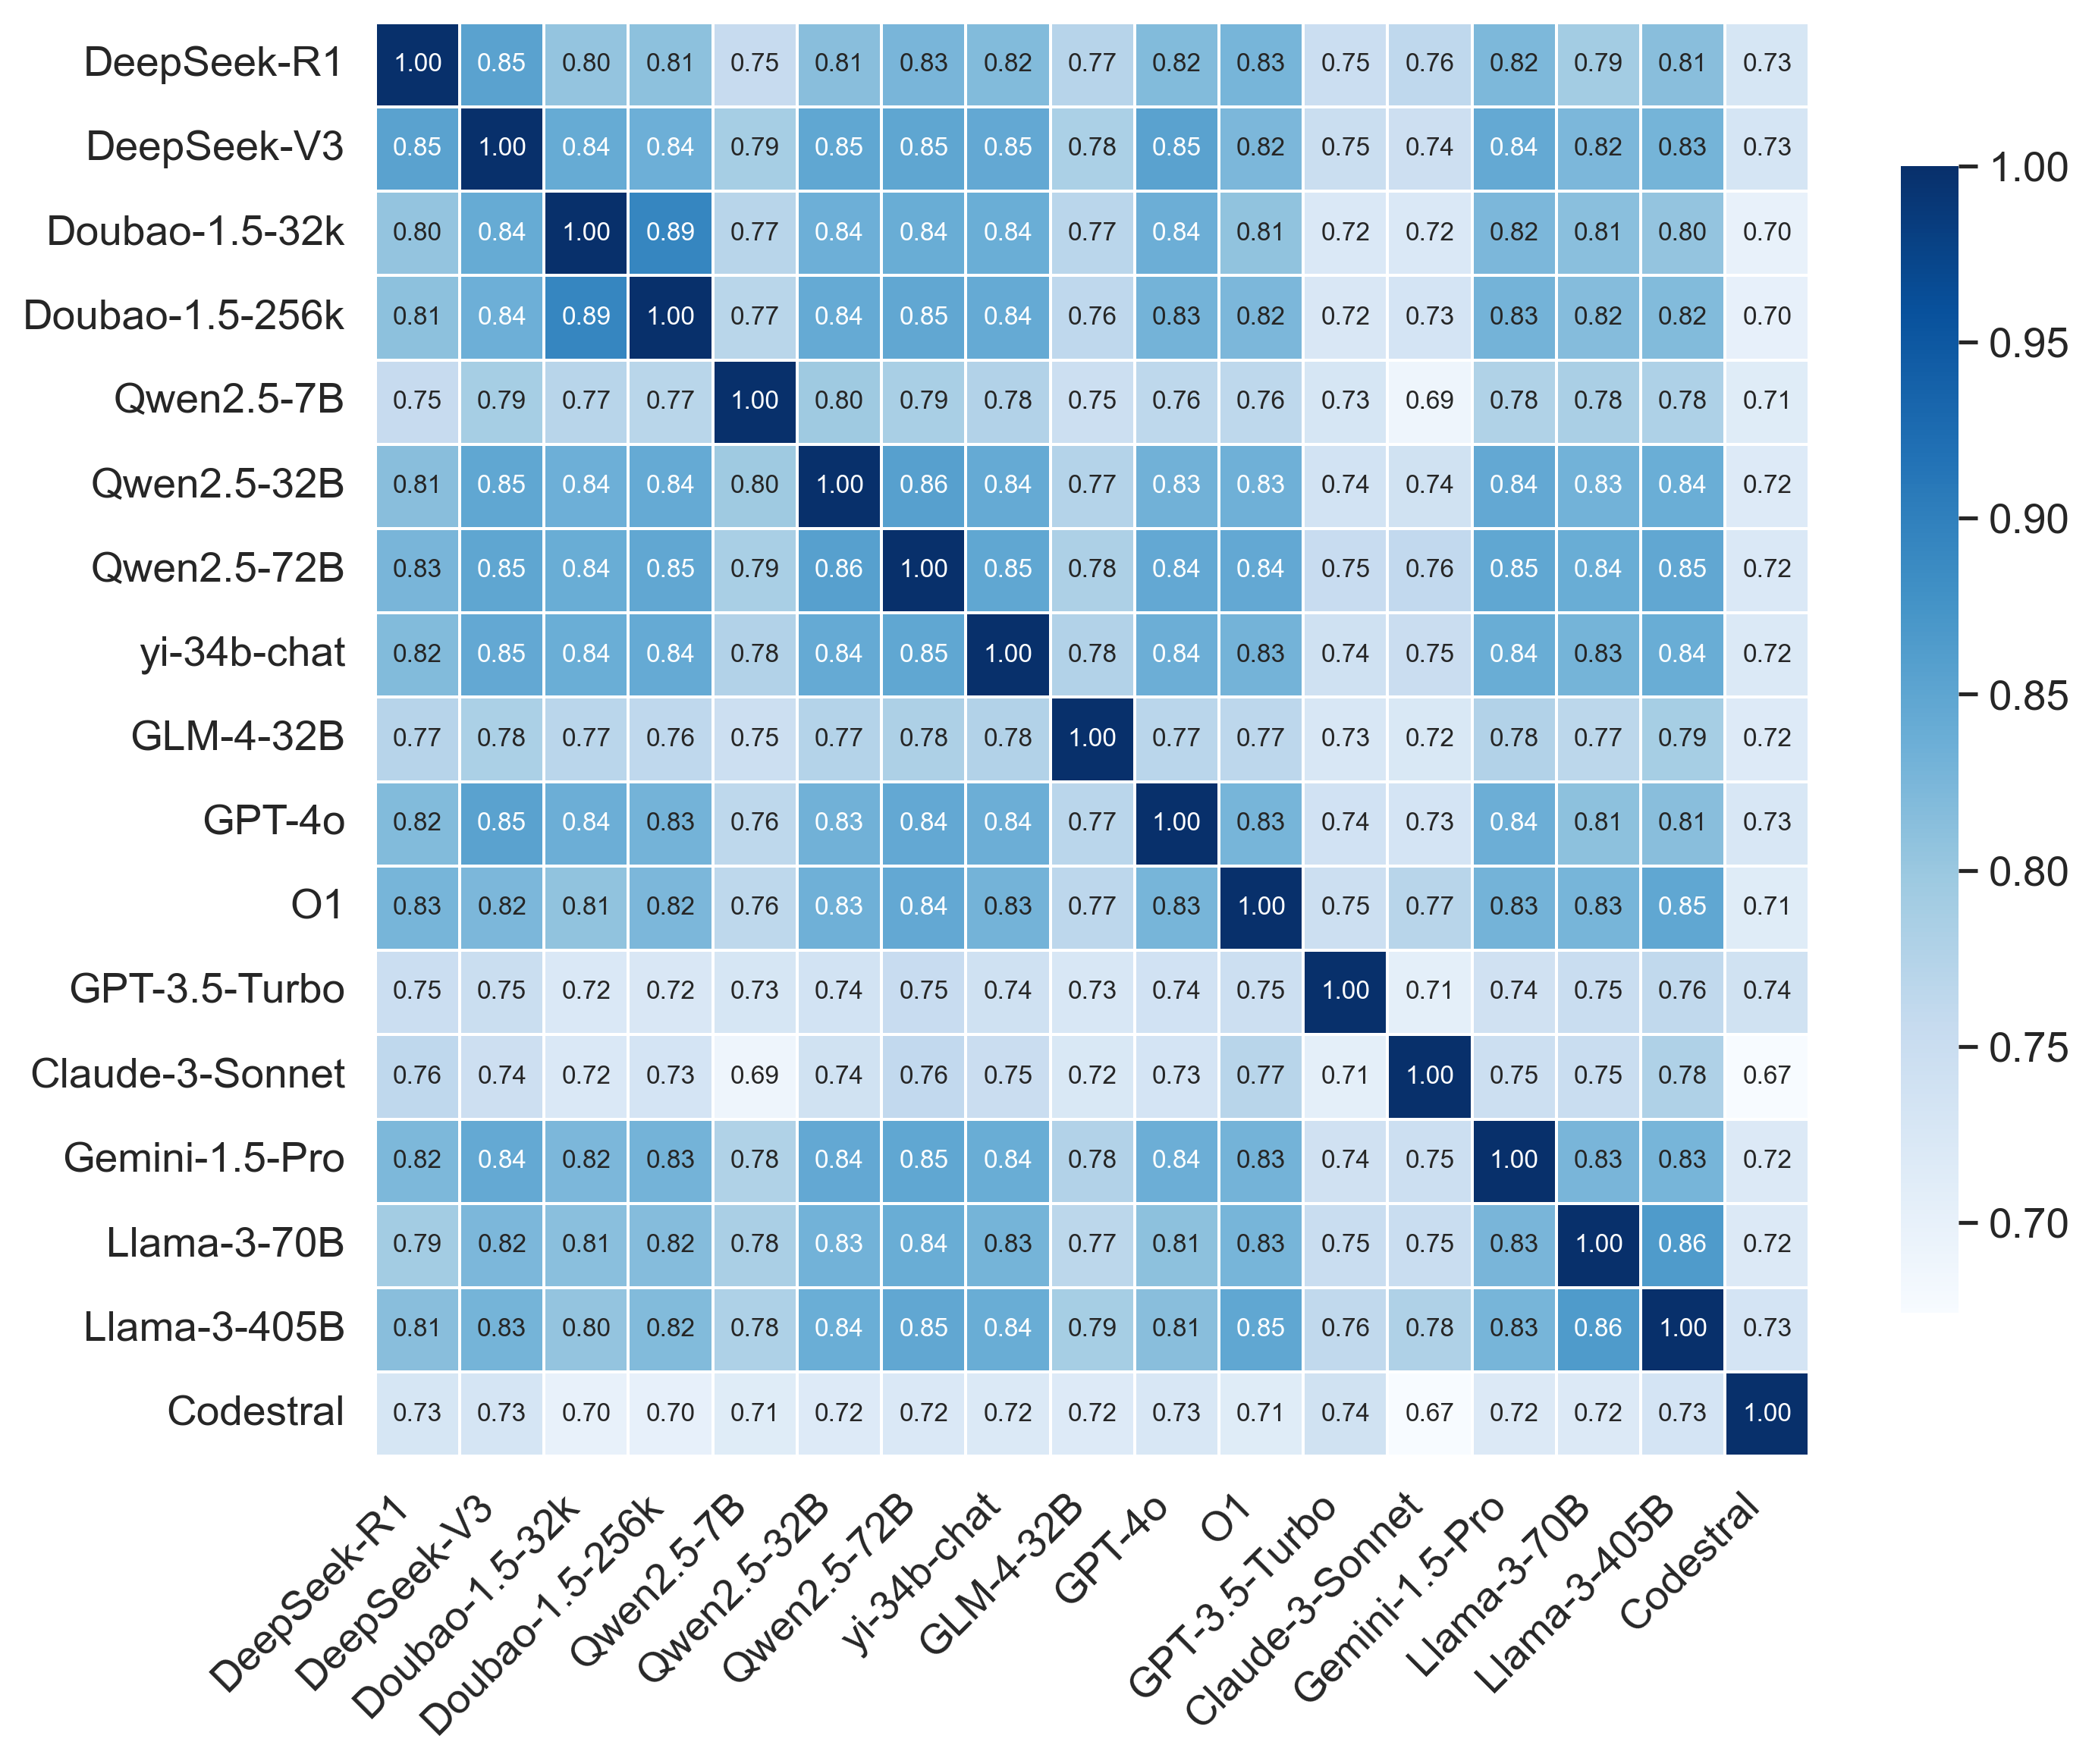 DeepSeek-R1 1.00 0.85 0.80 0.81 0.75 0.81 0.83 0.82 0.77 0.82 0.83 0.75 0.76 0.82 0.79 0.81 0.73
DeepSeek-V3 0.85 1.00 0.84 0.84 0.79 0.85 0.85 0.85 0.78 0.85 0.82 0.75 0.74 0.84 0.82 0.83 0.73
Doubao-1.5-32k 0.80 0.84 1.00 0.89 0.77 0.84 0.84 0.84 0.77 0.84 0.81 0.72 0.72 0.82 0.81 0.80 0.70
Doubao-1.5-256k 0.81 0.84 0.89 1.00 0.77 0.84 0.85 0.84 0.76 0.83 0.82 0.72 0.73 0.83 0.82 0.82 0.70
Qwen2.5-7B 0.75 0.79 0.77 0.77 1.00 0.80 0.79 0.78 0.75 0.76 0.76 0.73 0.69 0.78 0.78 0.78 0.71
Qwen2.5-32B 0.81 0.85 0.84 0.84 0.80 1.00 0.86 0.84 0.77 0.83 0.83 0.74 0.74 0.84 0.83 0.84 0.72
Qwen2.5-72B 0.83 0.85 0.84 0.85 0.79 0.86 1.00 0.85 0.78 0.84 0.84 0.75 0.76 0.85 0.84 0.85 0.72
yi-34b-chat 0.82 0.85 0.84 0.84 0.78 0.84 0.85 1.00 0.78 0.84 0.83 0.74 0.75 0.84 0.83 0.84 0.72
GLM-4-32B 0.77 0.78 0.77 0.76 0.75 0.77 0.78 0.78 1.00 0.77 0.77 0.73 0.72 0.78 0.77 0.79 0.72
GPT-4o 0.82 0.85 0.84 0.83 0.76 0.83 0.84 0.84 0.77 1.00 0.83 0.74 0.73 0.84 0.81 0.81 0.73
O1 0.83 0.82 0.81 0.82 0.76 0.83 0.84 0.83 0.77 0.83 1.00 0.75 0.77 0.83 0.83 0.85 0.71
GPT-3.5-Turbo 0.75 0.75 0.72 0.72 0.73 0.74 0.75 0.74 0.73 0.74 0.75 1.00 0.71 0.74 0.75 0.76 0.74
Claude-3-Sonnet 0.76 0.74 0.72 0.73 0.69 0.74 0.76 0.75 0.72 0.73 0.77 0.71 1.00 0.75 0.75 0.78 0.67
Gemini-1.5-Pro 0.82 0.84 0.82 0.83 0.78 0.84 0.85 0.84 0.78 0.84 0.83 0.74 0.75 1.00 0.83 0.83 0.72
Llama-3-70B 0.79 0.82 0.81 0.82 0.78 0.83 0.84 0.83 0.77 0.81 0.83 0.75 0.75 0.83 1.00 0.86 0.72
Llama-3-405B 0.81 0.83 0.80 0.82 0.78 0.84 0.85 0.84 0.79 0.81 0.85 0.76 0.78 0.83 0.86 1.00 0.73
Codestral 0.73 0.73 0.70 0.70 0.71 0.72 0.72 0.72 0.72 0.73 0.71 0.74 0.67 0.72 0.72 0.73 1.00
DeepSeek-R1
DeepSeek-V3
Doubao-1.5-32k
Doubao-1.5-256k
Qwen2.5-7B
Qwen2.5-32B
Qwen2.5-72B
yi-34b-chat
GLM-4-32B
GPT-4o
O1
GPT-3.5-Turbo
Claude-3-Sonnet
Gemini-1.5-Pro
Llama-3-70B
Llama-3-405B
Codestral
1.00
0.95
0.90
0.85
0.80
0.75
0.70